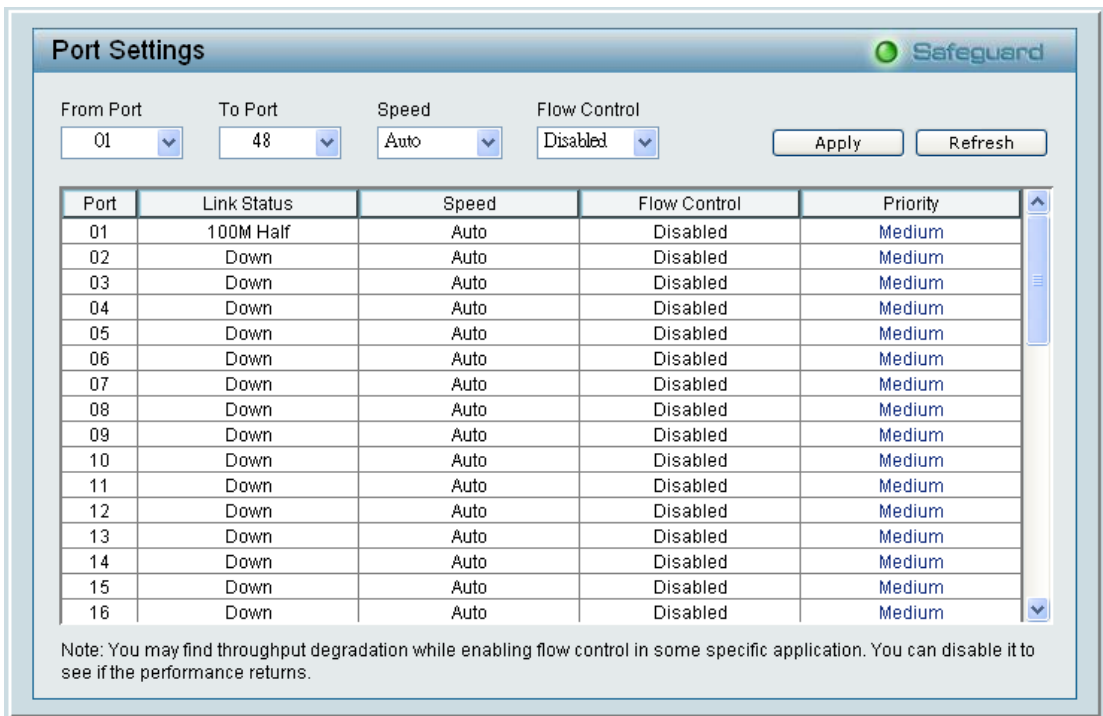 Port Settings
Safeguard
From Port To Port Speed Flow Control
01 48 Auto Disabled Apply Refresh
Port Link Status Speed Flow Control Priority
01 100M Half Auto Disabled Medium
02 Down Auto Disabled Medium
03 Down Auto Disabled Medium
04 Down Auto Disabled Medium
05 Down Auto Disabled Medium
06 Down Auto Disabled Medium
07 Down Auto Disabled Medium
08 Down Auto Disabled Medium
09 Down Auto Disabled Medium
10 Down Auto Disabled Medium
11 Down Auto Disabled Medium
12 Down Auto Disabled Medium
13 Down Auto Disabled Medium
14 Down Auto Disabled Medium
15 Down Auto Disabled Medium
16 Down Auto Disabled Medium
Note: You may find throughput degradation while enabling flow control in some specific application. You can disable it to
see if the performance returns.